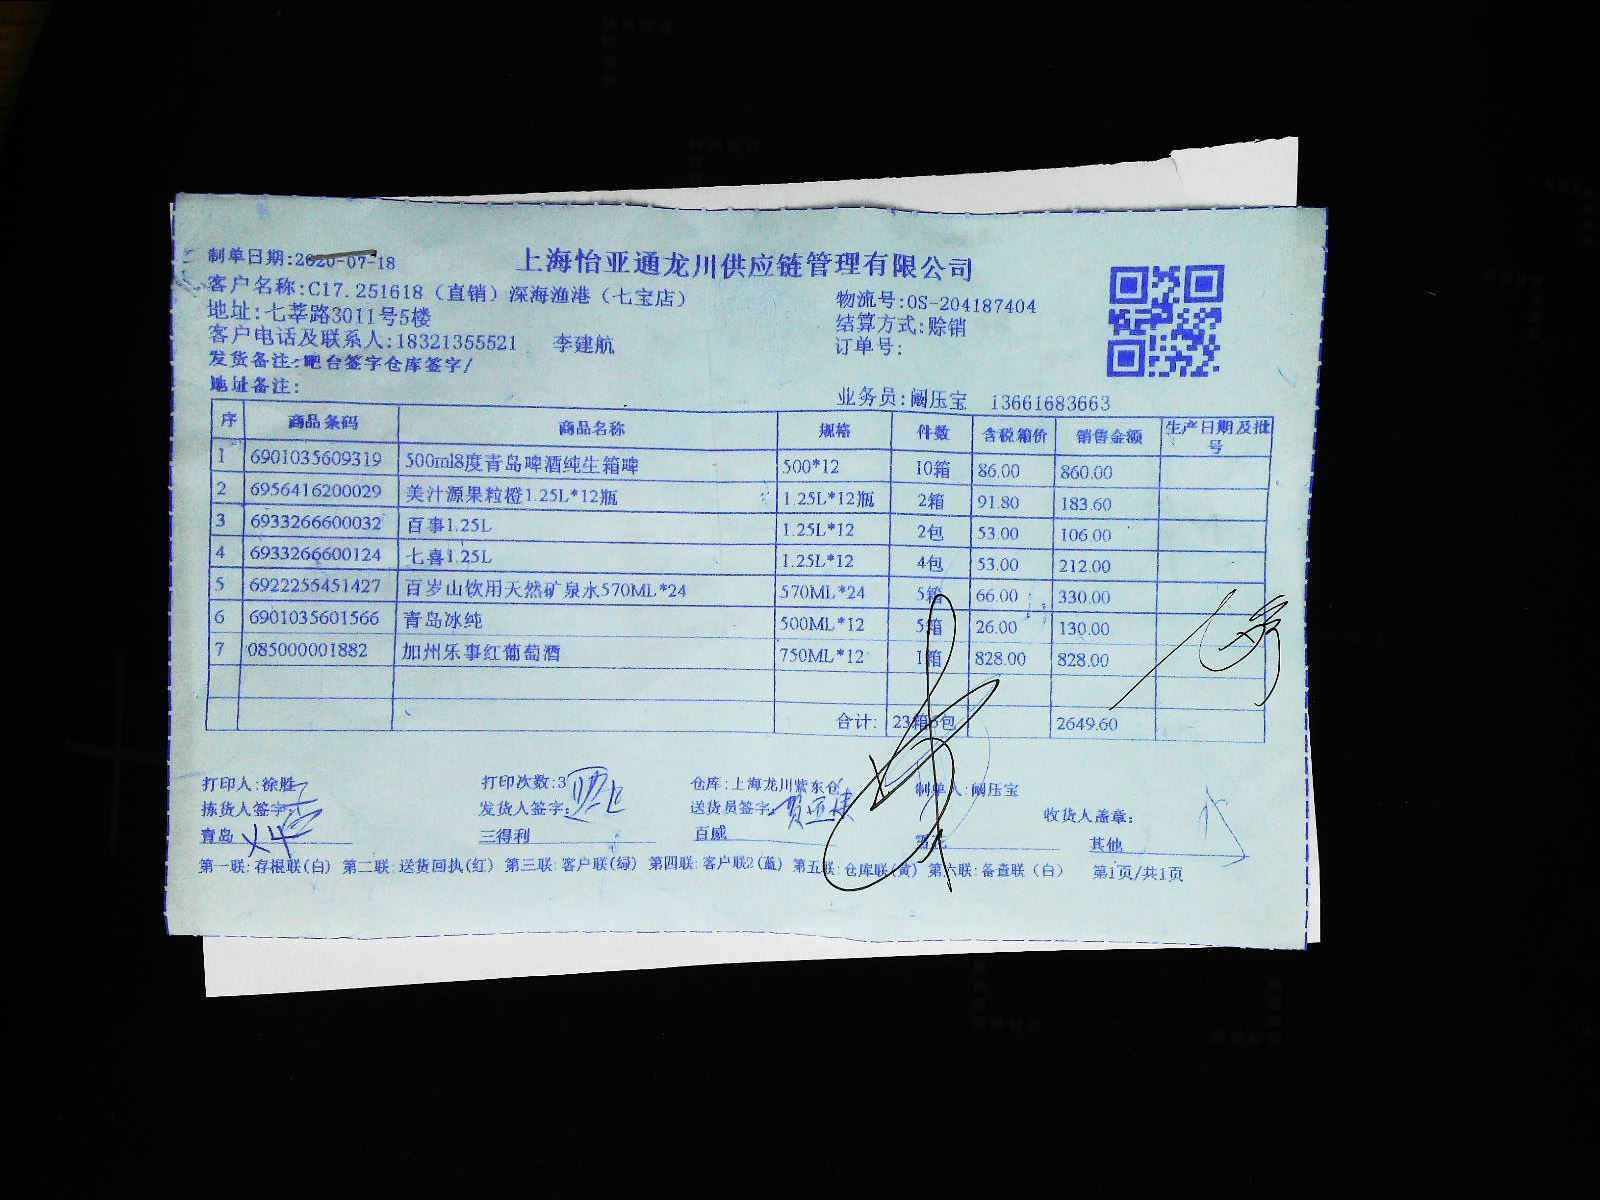 上海怡亚通龙川供应链管理有限公司
制单日期:2020-07-18
客户名称:C17.251618（直销）深海渔港（七宝店）
物流号:OS-204187404
地址:七莘路3011号5楼
结算方式:赊销
客户电话及联系人:18321355521 李建航
订单号:
发货备注:吧台签字仓库签字/
地址备注:
业务员:阚压宝 13661683663
序 商品条码 商品名称 规格 件数 含税箱价 销售金额 生产日期及批号
1 6901035609319 500ml8度青岛啤酒纯生箱啤 500*12 10箱 86.00 860.00
2 6956416200029 美汁源果粒橙1.25L*12瓶 1.25L*12瓶 2箱 91.80 183.60
3 6933266600032 百事1.25L 1.25L*12 2包 53.00 106.00
4 6933266600124 七喜1.25L 1.25L*12 4包 53.00 212.00
5 6922255451427 百岁山饮用天然矿泉水570ML*24 570ML*24 5箱 66.00 330.00
6 6901035601566 青岛冰纯 500ML*12 5箱 26.00 130.00
7 085000001882 加州乐事红葡萄酒 750ML*12 1箱 828.00 828.00
合计: 23箱6包 2649.60
打印人:徐胜 打印次数:3 仓库:上海龙川紫东仓 制单人:阚压宝
拣货人签字: 发货人签字: 送货员签字: 收货人盖章:
青岛 三得利 百威 其他
第一联:存根联(白) 第二联:送货回执(红) 第三联:客户联(绿) 第四联:客户联2(蓝) 第五联:仓库联(黄) 第六联:备查联（白） 第1页/共1页